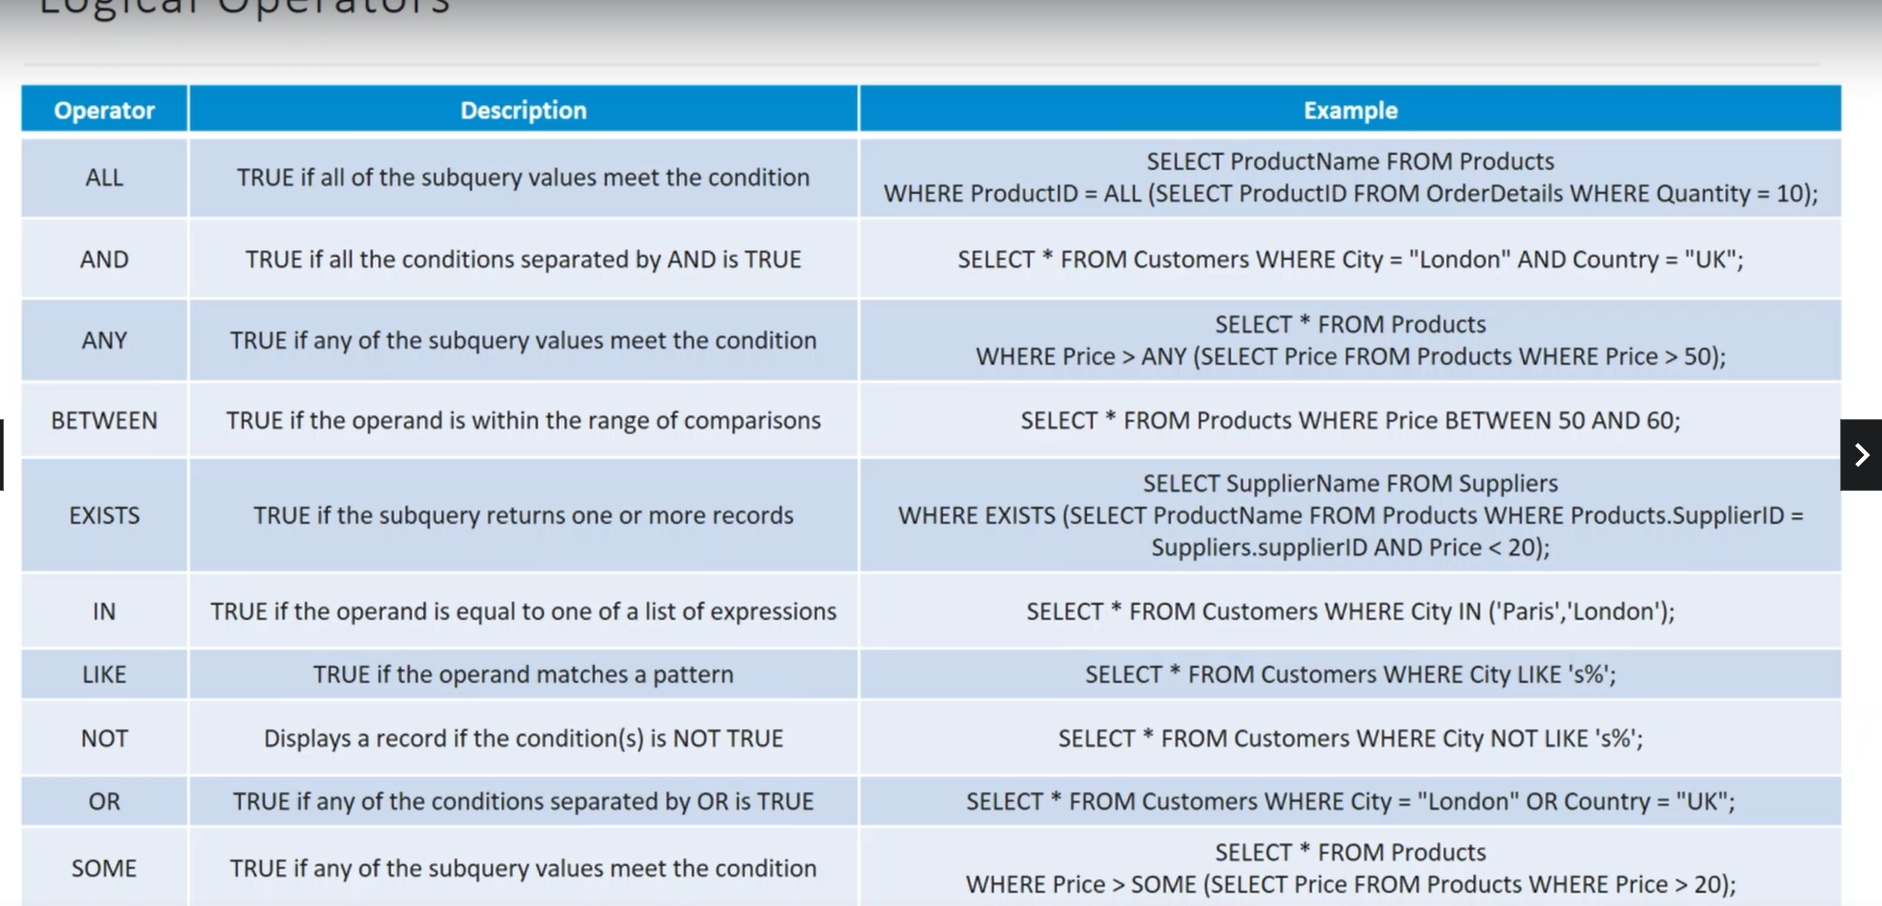 Logical Operators
Operator Description Example
ALL TRUE if all of the subquery values meet the condition SELECT ProductName FROM Products
WHERE ProductID = ALL (SELECT ProductID FROM OrderDetails WHERE Quantity = 10);
AND TRUE if all the conditions separated by AND is TRUE SELECT * FROM Customers WHERE City = "London" AND Country = "UK";
ANY TRUE if any of the subquery values meet the condition SELECT * FROM Products
WHERE Price > ANY (SELECT Price FROM Products WHERE Price > 50);
BETWEEN TRUE if the operand is within the range of comparisons SELECT * FROM Products WHERE Price BETWEEN 50 AND 60;
EXISTS TRUE if the subquery returns one or more records SELECT SupplierName FROM Suppliers
WHERE EXISTS (SELECT ProductName FROM Products WHERE Products.SupplierID =
Suppliers.supplierID AND Price < 20);
IN TRUE if the operand is equal to one of a list of expressions SELECT * FROM Customers WHERE City IN ('Paris','London');
LIKE TRUE if the operand matches a pattern SELECT * FROM Customers WHERE City LIKE 's%';
NOT Displays a record if the condition(s) is NOT TRUE SELECT * FROM Customers WHERE City NOT LIKE 's%';
OR TRUE if any of the conditions separated by OR is TRUE SELECT * FROM Customers WHERE City = "London" OR Country = "UK";
SOME TRUE if any of the subquery values meet the condition SELECT * FROM Products
WHERE Price > SOME (SELECT Price FROM Products WHERE Price > 20);